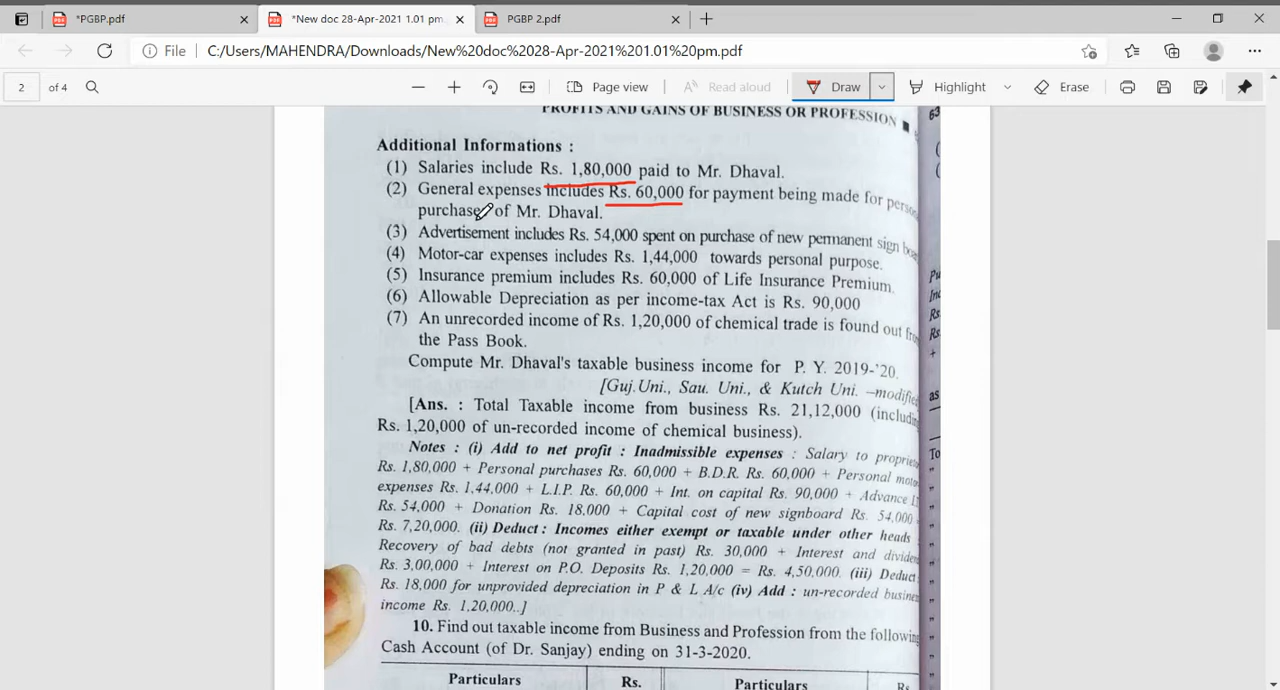 *PGBP.pdf
*New doc 28-Apr-2021 1.01 pm.
PGBP 2.pdf
File
C:/Users/MAHENDRA/Downloads/New%20doc%2028-Apr-2021%201.01%20pm.pdf
2 of 4
Page view
Read aloud
Draw
Highlight
Erase
PROFITS AND GAINS OF BUSINESS OR PROFESSION ■
63
Additional Informations :
(1) Salaries include Rs. 1,80,000 paid to Mr. Dhaval.
(2) General expenses includes Rs. 60,000 for payment being made for
purchase of Mr. Dhaval.
(3) Advertisement includes Rs. 54,000 spent on purchase of new permanent sign
(4) Motor-car expenses includes Rs. 1,44,000 towards personal purpose.
(5) Insurance premium includes Rs. 60,000 of Life Insurance Premium.
(6) Allowable Depreciation as per income-tax Act is Rs. 90,000
(7) An unrecorded income of Rs. 1,20,000 of chemical trade is found out
the Pass Book.
Compute Mr. Dhaval's taxable business income for P. Y. 2019-'20.
[Guj. Uni., Sau. Uni., & Kutch Uni. –modified
[Ans. : Total Taxable income from business Rs. 21,12,000 (includi
Rs. 1,20,000 of un-recorded income of chemical business).
Notes : (i) Add to net profit : Inadmissible expenses : Salary to proprie
Rs. 1,80,000 + Personal purchases Rs. 60,000 + B.D.R. Rs. 60,000 + Personal moto
expenses Rs. 1,44,000 + L.I.P. Rs. 60,000 + Int. on capital Rs. 90,000 + Advance
Rs. 54,000 + Donation Rs. 18,000 + Capital cost of new signboard Rs. 54,000 =
Rs. 7,20,000. (ii) Deduct : Incomes either exempt or taxable under other heads :
Recovery of bad debts (not granted in past) Rs. 30,000 + Interest and divide
Rs. 3,00,000 + Interest on P.O. Deposits Rs. 1,20,000 = Rs. 4,50,000. (iii) Deduct
Rs. 18,000 for unprovided depreciation in P & L A/c (iv) Add : un-recorded busine
income Rs. 1,20,000..]
10. Find out taxable income from Business and Profession from the following
Cash Account (of Dr. Sanjay) ending on 31-3-2020.
Particulars Rs. Particulars Rs